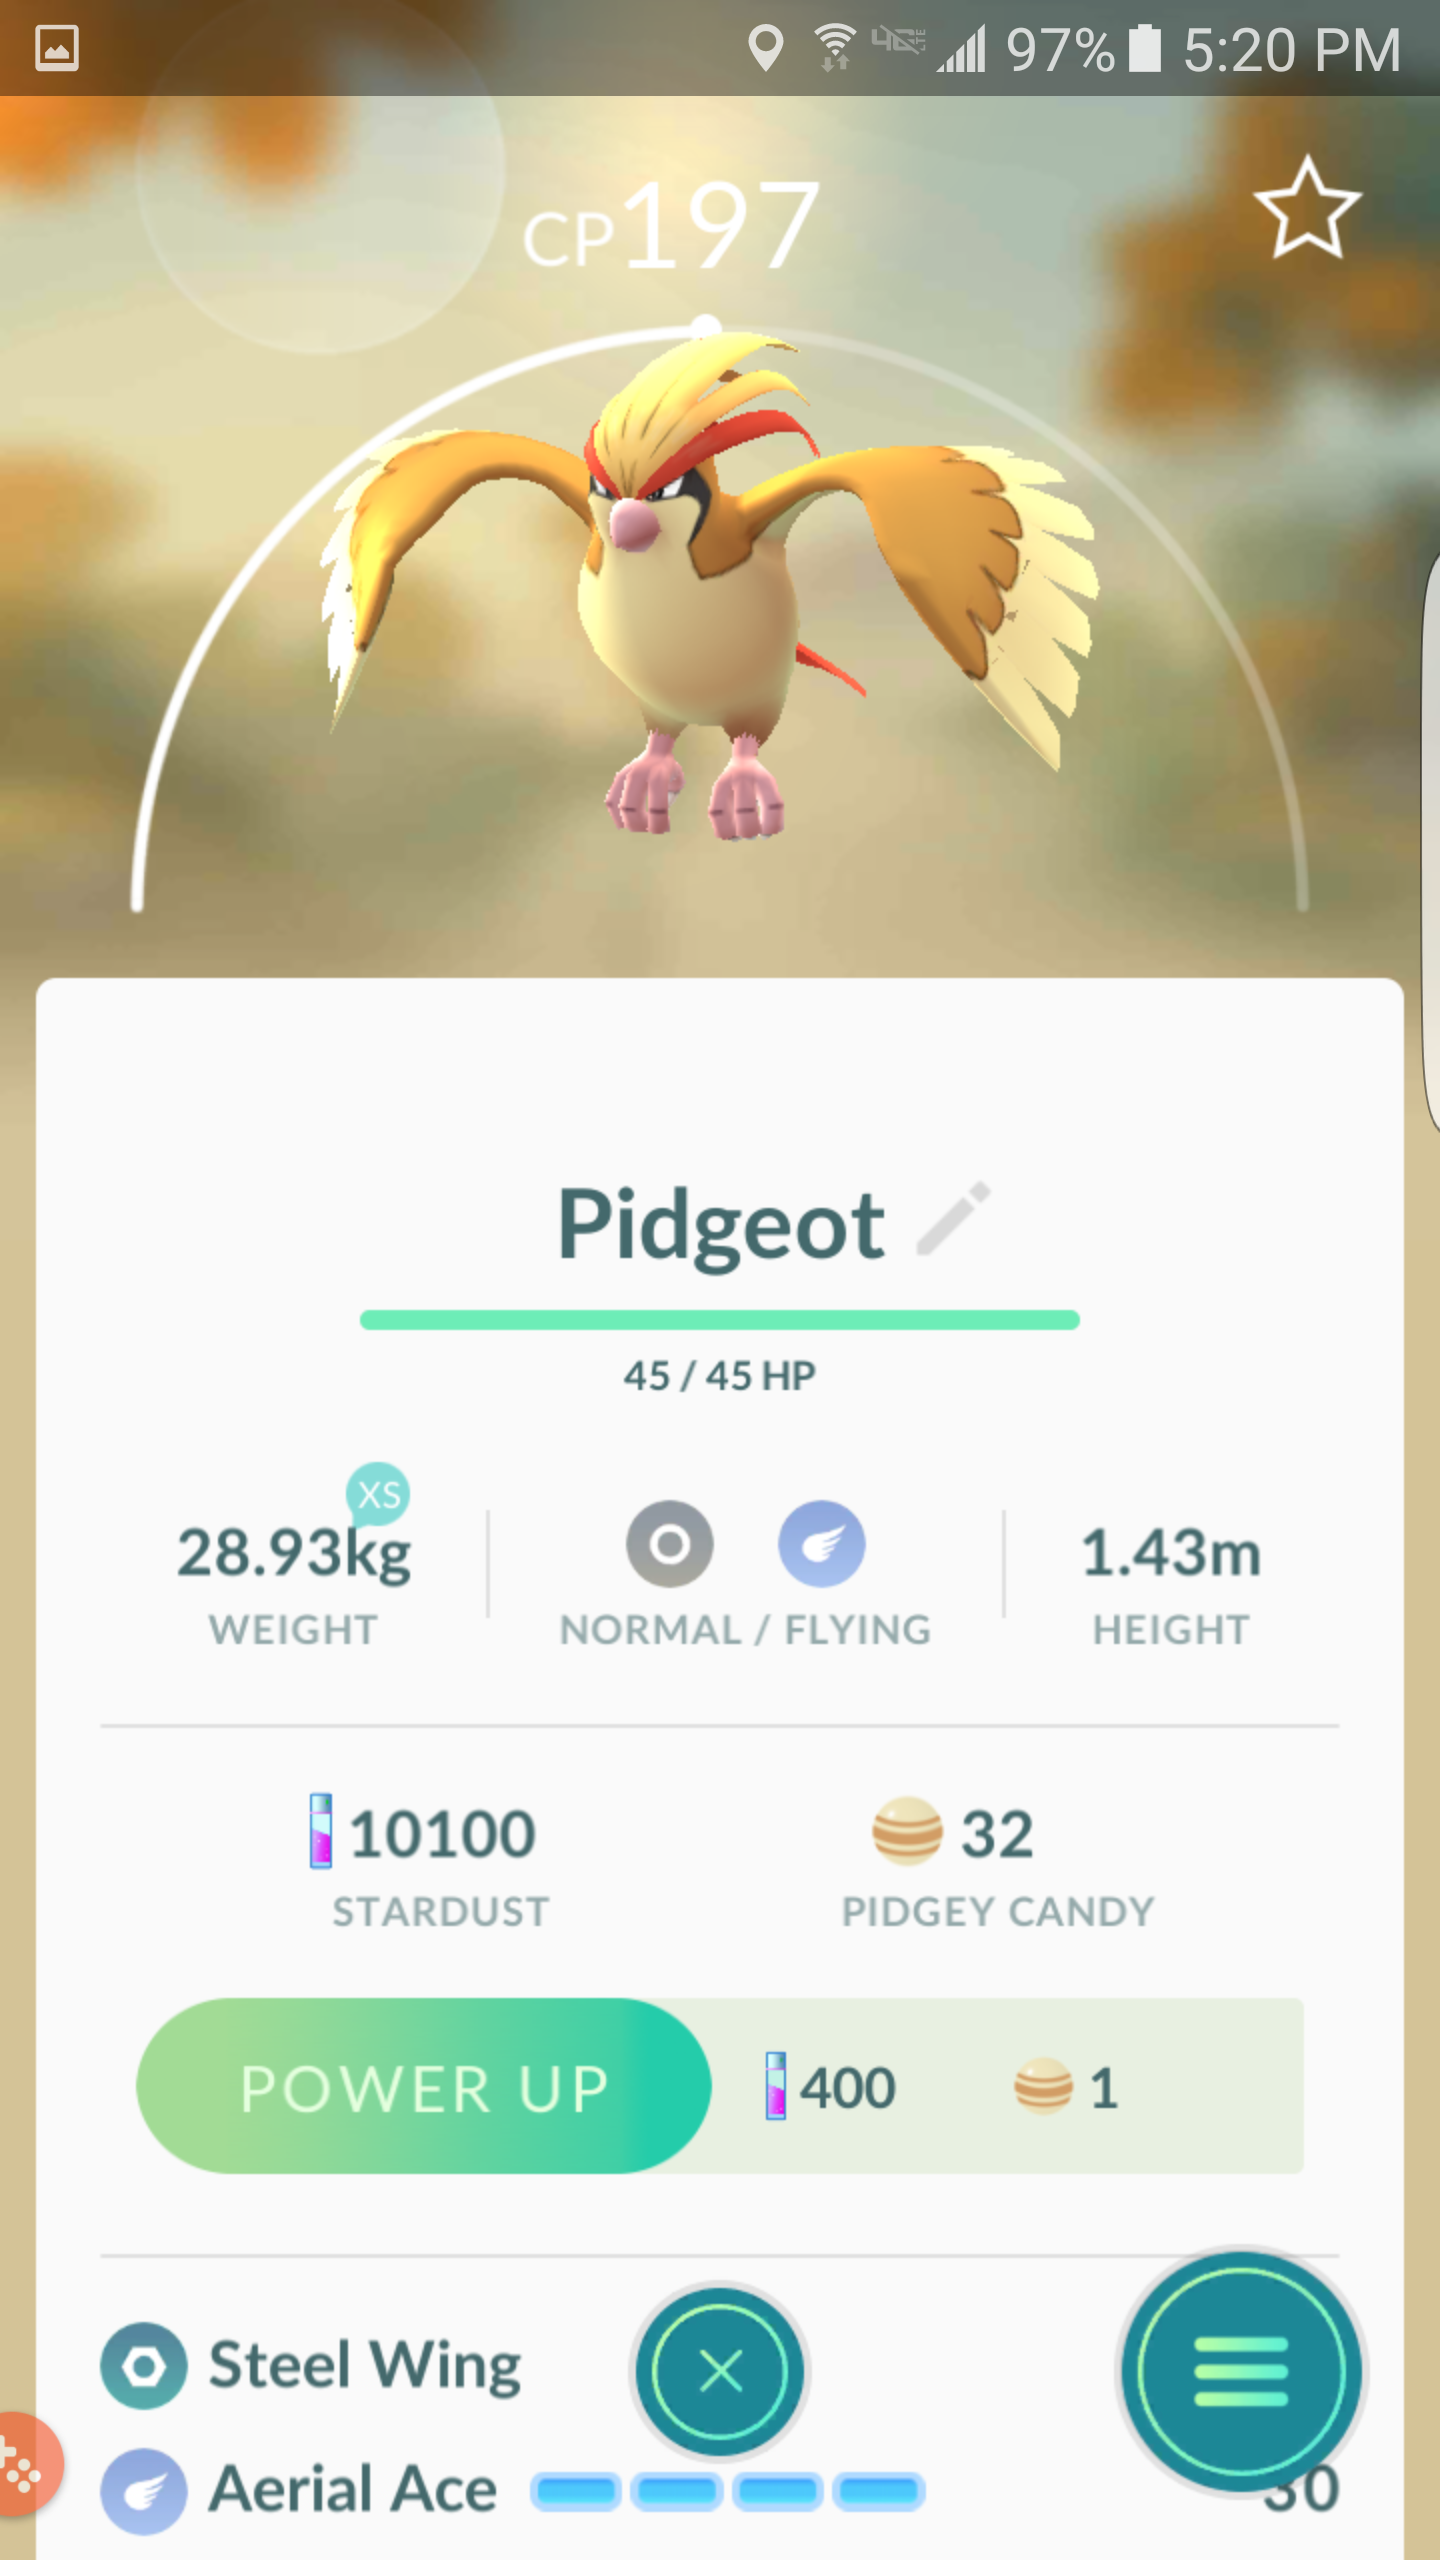 97% 5:20 PM
CP197
Pidgeot
45 / 45 HP
XS
28.93kg
WEIGHT
NORMAL / FLYING
1.43m
HEIGHT
10100
STARDUST
32
PIDGEY CANDY
POWER UP
400
1
Steel Wing
Aerial Ace
30